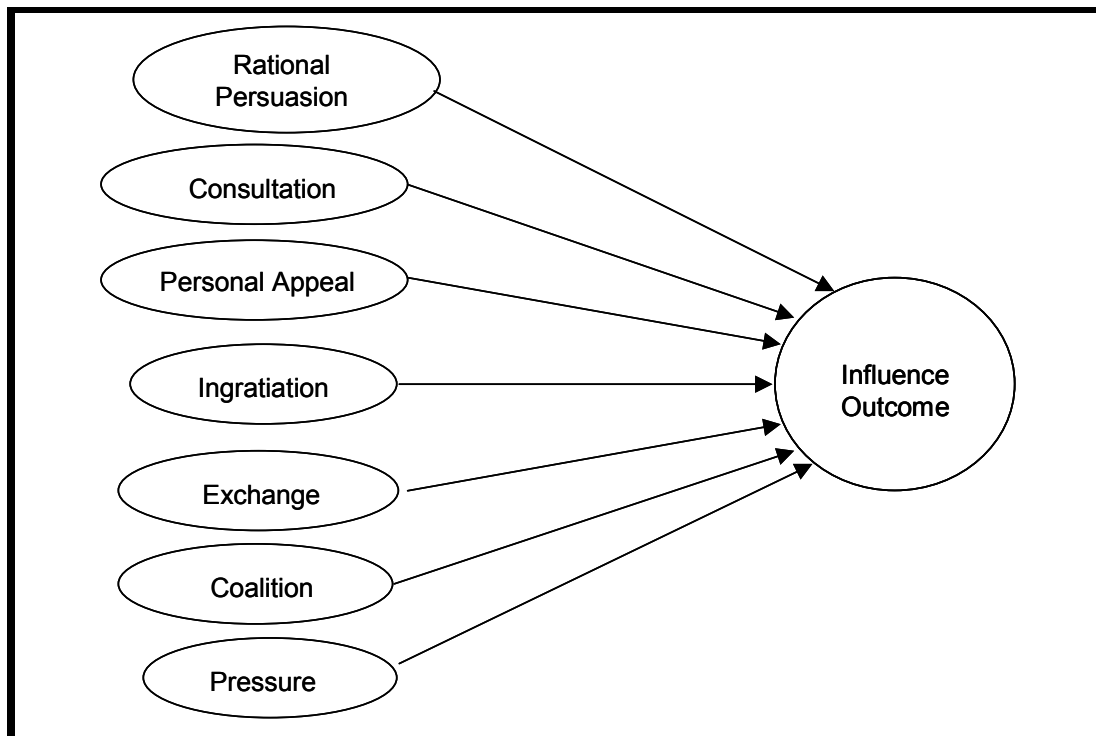 Rational
Persuasion
Consultation
Personal Appeal
Ingratiation
Exchange
Coalition
Pressure
Influence
Outcome